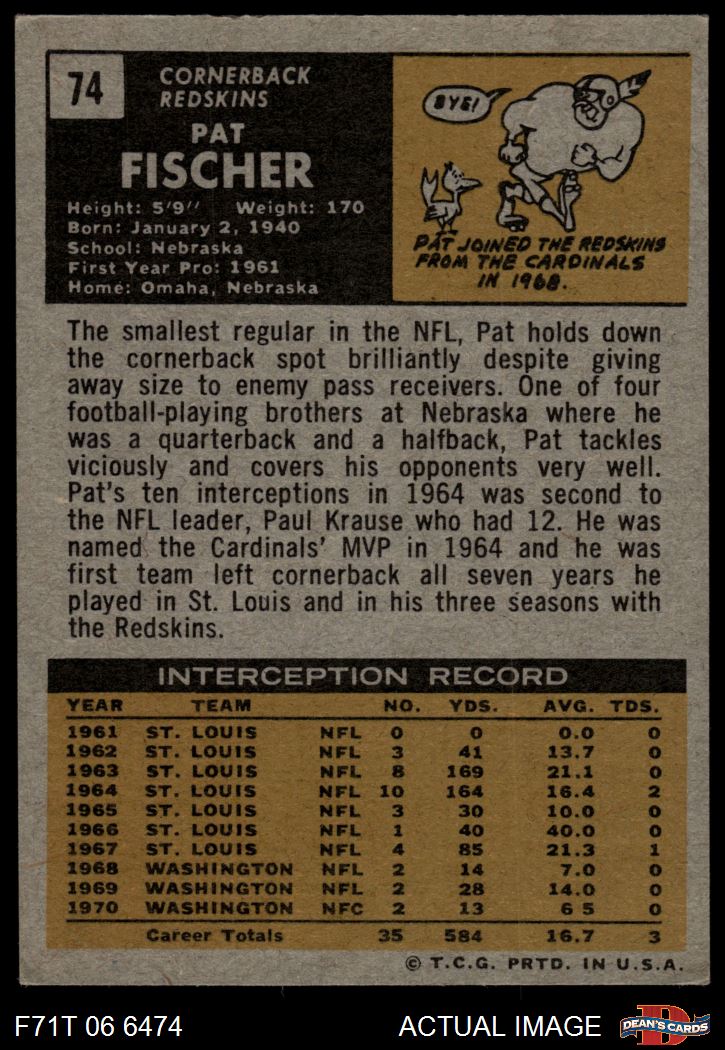 74
CORNERBACK
REDSKINS
PAT
FISCHER
Height: 5'9" Weight: 170
Born: January 2, 1940
School: Nebraska
First Year Pro: 1961
Home: Omaha, Nebraska
BYE!
PAT JOINED THE REDSKINS
FROM THE CARDINALS
IN 1968.
The smallest regular in the NFL, Pat holds down
the cornerback spot brilliantly despite giving
away size to enemy pass receivers. One of four
football-playing brothers at Nebraska where he
was a quarterback and a halfback, Pat tackles
viciously and covers his opponents very well.
Pat's ten interceptions in 1964 was second to
the NFL leader, Paul Krause who had 12. He was
named the Cardinals' MVP in 1964 and he was
first team left cornerback all seven years he
played in St. Louis and in his three seasons with
the Redskins.
INTERCEPTION RECORD
YEAR TEAM NO. YDS. AVG. TDS.
1961 ST. LOUIS NFL 0 0 0.0 0
1962 ST. LOUIS NFL 3 41 13.7 0
1963 ST. LOUIS NFL 8 169 21.1 0
1964 ST. LOUIS NFL 10 164 16.4 2
1965 ST. LOUIS NFL 3 30 10.0 0
1966 ST. LOUIS NFL 1 40 40.0 0
1967 ST. LOUIS NFL 4 85 21.3 1
1968 WASHINGTON NFL 2 14 7.0 0
1969 WASHINGTON NFL 2 28 14.0 0
1970 WASHINGTON NFC 2 13 6 5 0
Career Totals 35 584 16.7 3
© T.C.G. PRTD. IN U.S.A.
F71T 06 6474 ACTUAL IMAGE
D
DEAN'S CARDS